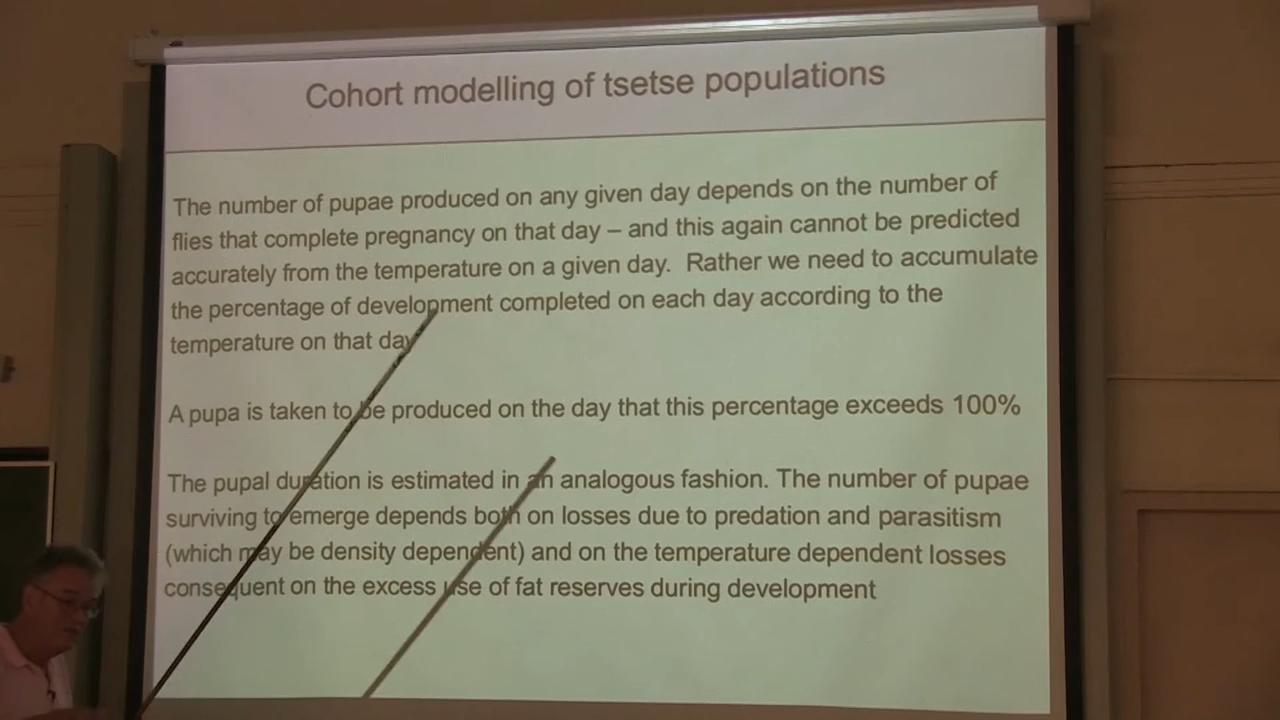 Cohort modelling of tsetse populations
The number of pupae produced on any given day depends on the number of
flies that complete pregnancy on that day – and this again cannot be predicted
accurately from the temperature on a given day. Rather we need to accumulate
the percentage of development completed on each day according to the
temperature on that day
A pupa is taken to be produced on the day that this percentage exceeds 100%
The pupal duration is estimated in an analogous fashion. The number of pupae
surviving to emerge depends both on losses due to predation and parasitism
(which may be density dependent) and on the temperature dependent losses
consequent on the excess use of fat reserves during development